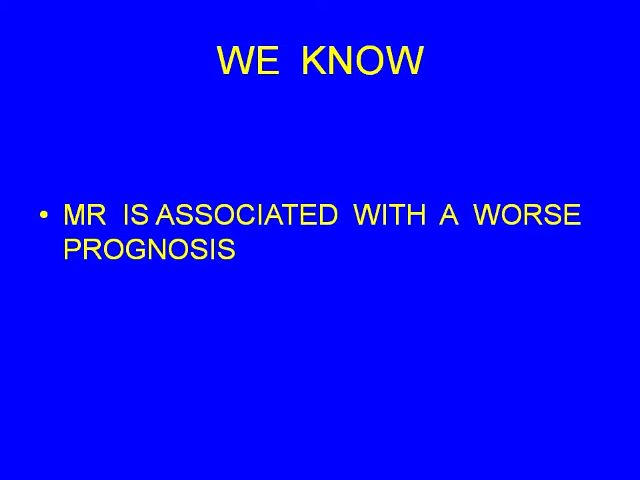 WE KNOW
• MR IS ASSOCIATED WITH A WORSE
PROGNOSIS